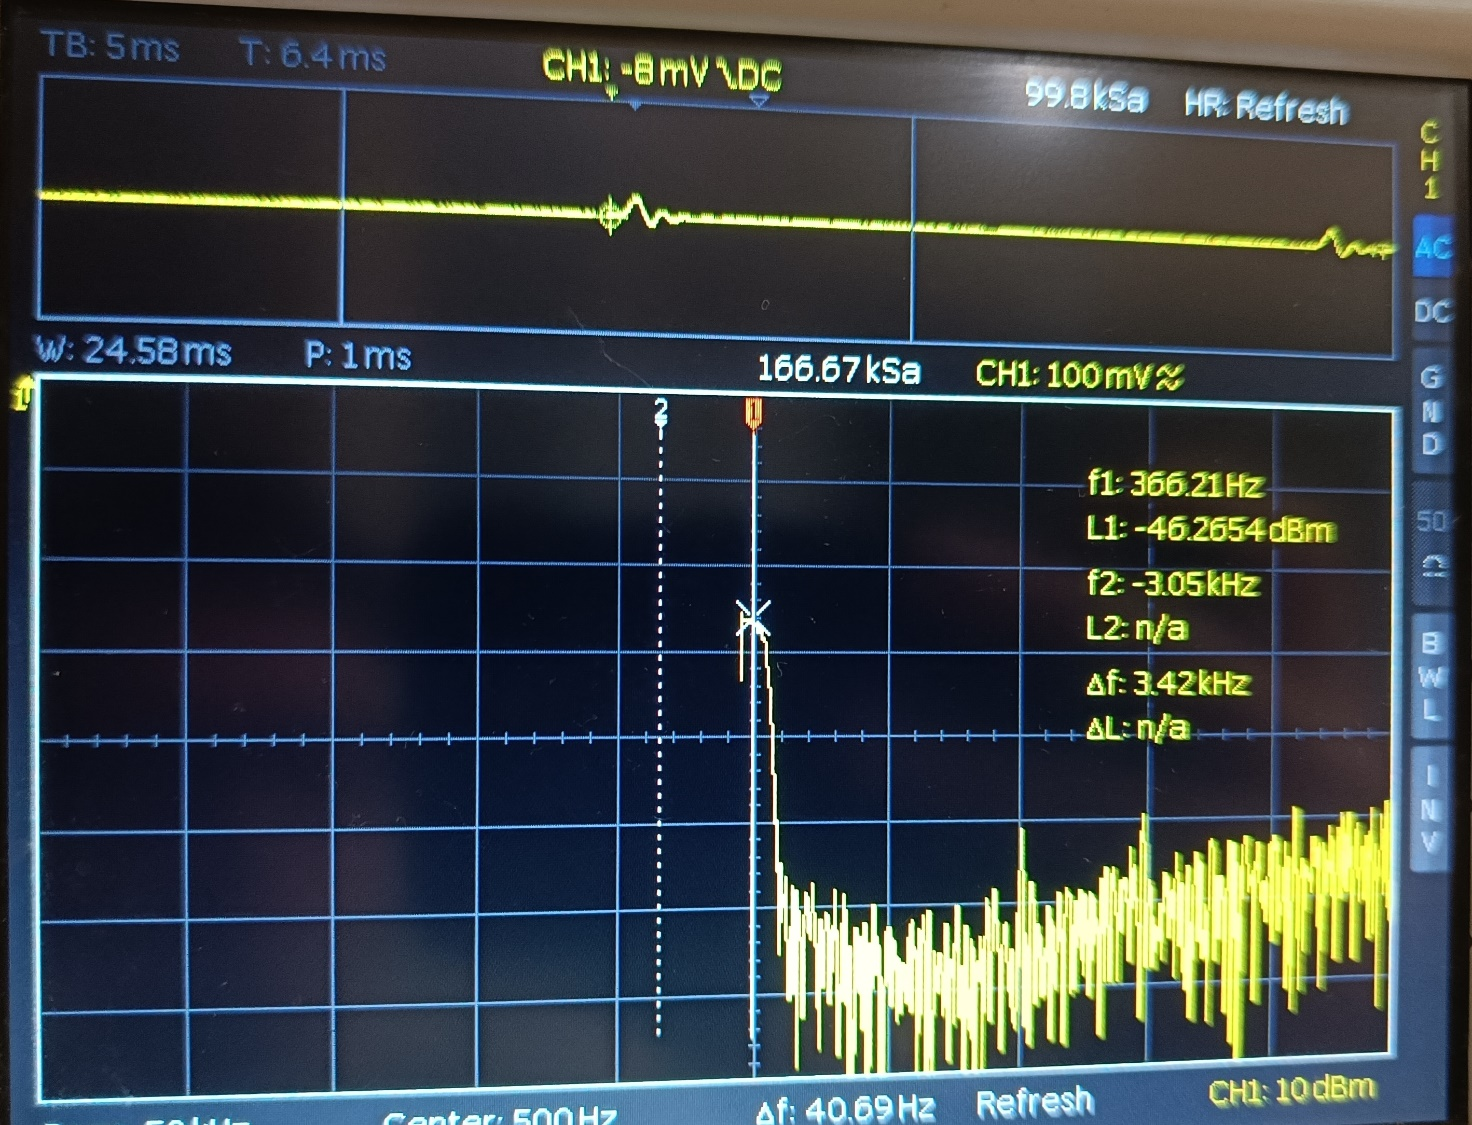 TB: 5ms T: 6.4ms CH1: -8mV DC 99.8kSa HR: Refresh
W: 24.58ms P: 1ms 166.67kSa CH1: 100mV
2 1
f1: 366.21Hz
L1: -46.2654dBm
f2: -3.05kHz
L2: n/a
Δf: 3.42kHz
ΔL: n/a
Center: 500Hz Δf: 40.69Hz Refresh CH1: 10dBm
CH1
AC
DC
GND
50
Ω
BWL
INV